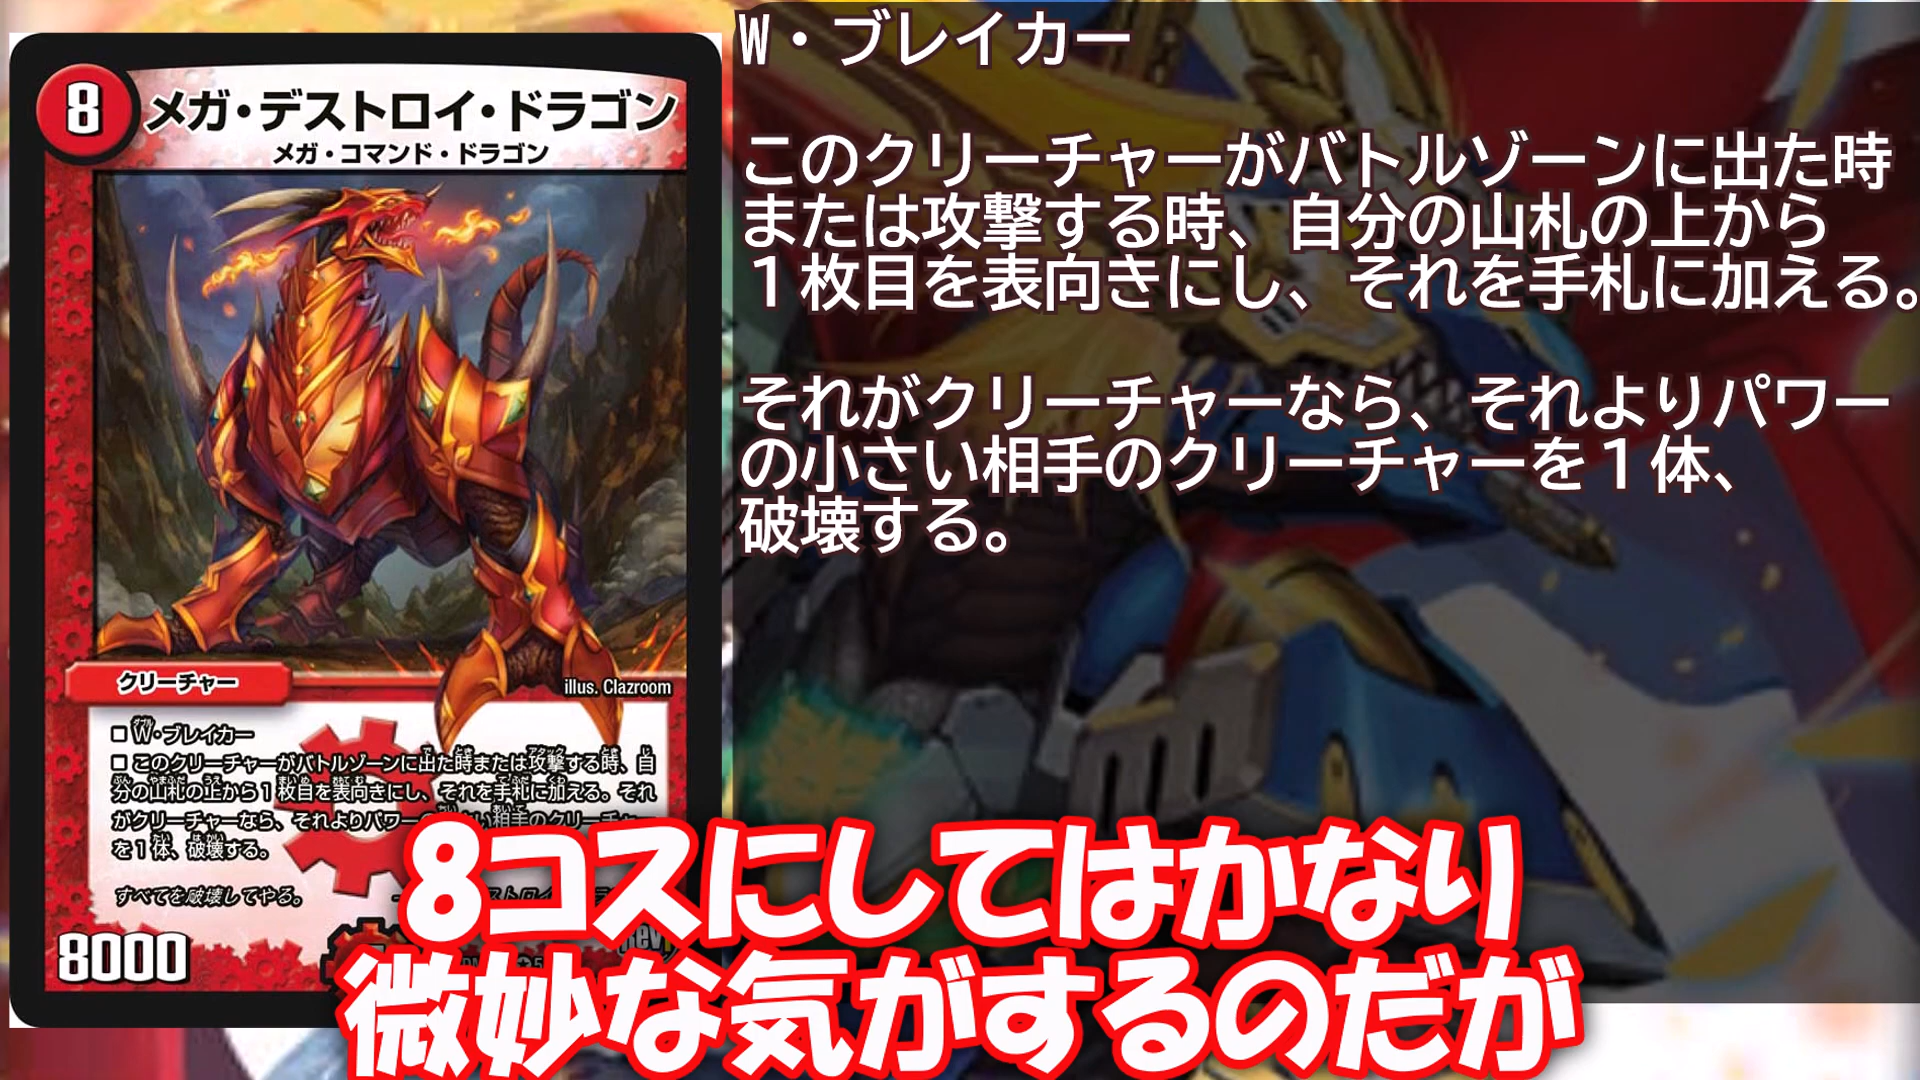 8
メガ・デストロイ・ドラゴン
メガ・コマンド・ドラゴン
illus. Clazroom
クリーチャー
■W・ブレイカー
■このクリーチャーがバトルゾーンに出た時または攻撃する時、自
分の山札の上から1枚目を表向きにし、それを手札に加える。それ
がクリーチャーなら、それよりパワー
い相手のクリーチャー
を1体、破壊する。
すべてを破壊してやる。
8000
W・ブレイカー
このクリーチャーがバトルゾーンに出た時
または攻撃する時、自分の山札の上から
1枚目を表向きにし、それを手札に加える。
それがクリーチャーなら、それよりパワー
の小さい相手のクリーチャーを1体、
破壊する。
8コスにしてはかなり
微妙な気がするのだが